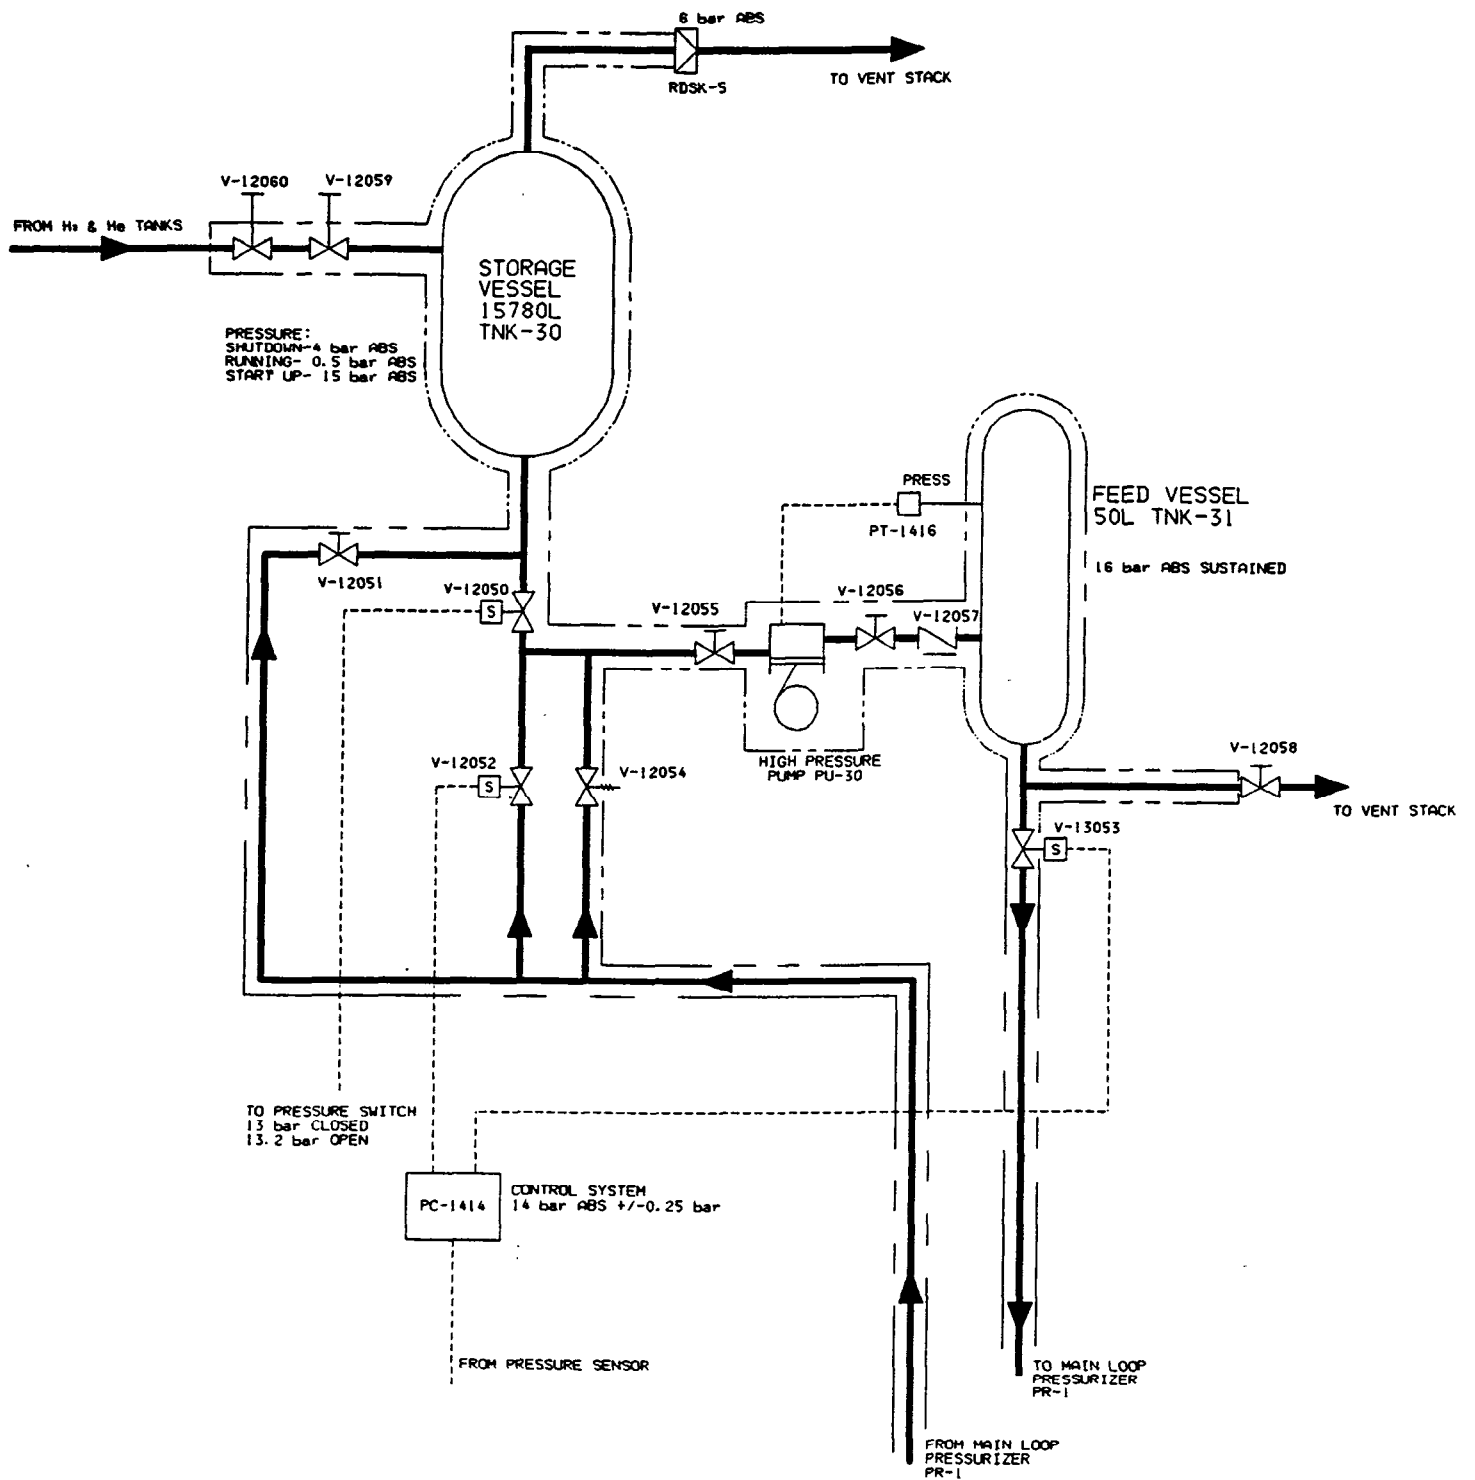 6 bar ABS
RDSK-5
TO VENT STACK
V-12060
V-12059
FROM H₂ & He TANKS
STORAGE
VESSEL
15780L
TNK-30
PRESSURE:
SHUTDOWN-4 bar ABS
RUNNING- 0.5 bar ABS
START UP- 15 bar ABS
PRESS
PT-1416
FEED VESSEL
50L TNK-31
16 bar ABS SUSTAINED
V-12051
V-12050
S
V-12055
V-12056
V-12057
HIGH PRESSURE
PUMP PU-30
V-12052
S
V-12054
V-12058
TO VENT STACK
V-13053
S
TO PRESSURE SWITCH
13 bar CLOSED
13.2 bar OPEN
PC-1414
CONTROL SYSTEM
14 bar ABS +/-0.25 bar
FROM PRESSURE SENSOR
TO MAIN LOOP
PRESSURIZER
PR-1
FROM MAIN LOOP
PRESSURIZER
PR-1